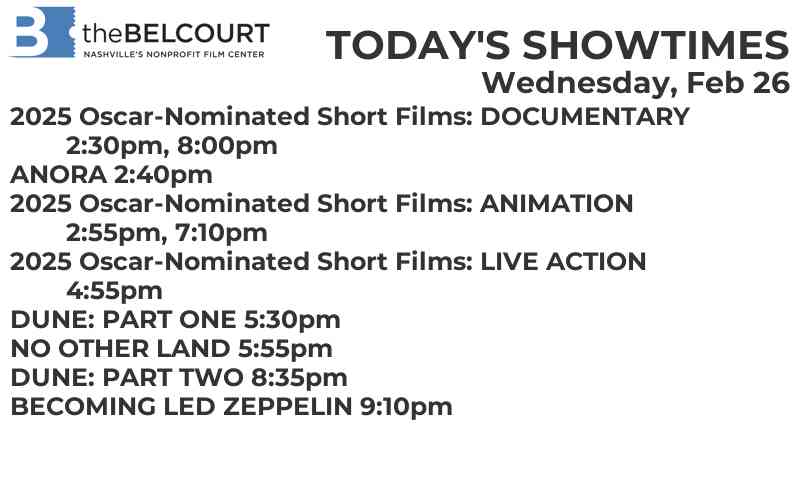 B theBELCOURT
NASHVILLE'S NONPROFIT FILM CENTER
TODAY'S SHOWTIMES
Wednesday, Feb 26
2025 Oscar-Nominated Short Films: DOCUMENTARY
2:30pm, 8:00pm
ANORA 2:40pm
2025 Oscar-Nominated Short Films: ANIMATION
2:55pm, 7:10pm
2025 Oscar-Nominated Short Films: LIVE ACTION
4:55pm
DUNE: PART ONE 5:30pm
NO OTHER LAND 5:55pm
DUNE: PART TWO 8:35pm
BECOMING LED ZEPPELIN 9:10pm